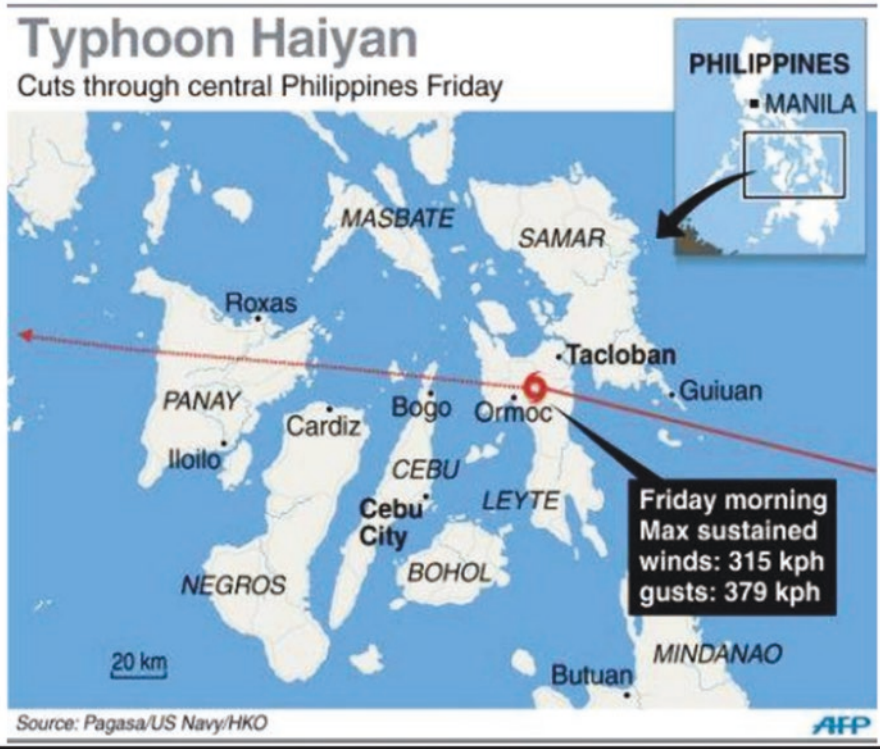 Typhoon Haiyan
Cuts through central Philippines Friday
PHILIPPINES
MANILA
MASBATE
SAMAR
Roxas
Tacloban
PANAY
Guiuan
Cardiz
Bogo
Ormoc
Iloilo
CEBU
Cebu
City
LEYTE
Friday morning
Max sustained
winds: 315 kph
gusts: 379 kph
NEGROS
BOHOL
20 km
MINDANAO
Butuan
Source: Pagasa/US Navy/HKO
AFP